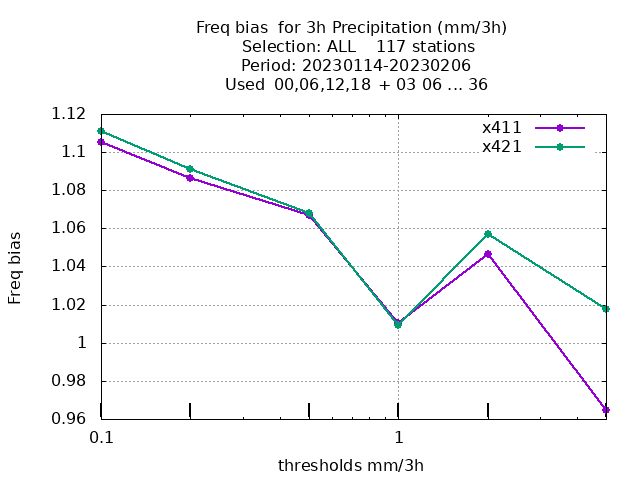 Freq bias  for 3h Precipitation (mm/3h)
Selection: ALL    117 stations
Period: 20230114-20230206
Used  00,06,12,18 + 03 06 ... 36
1.12
1.1
1.08
1.06
1.04
1.02
1
0.98
0.96
Freq bias
x411
x421
0.1 1
thresholds mm/3h